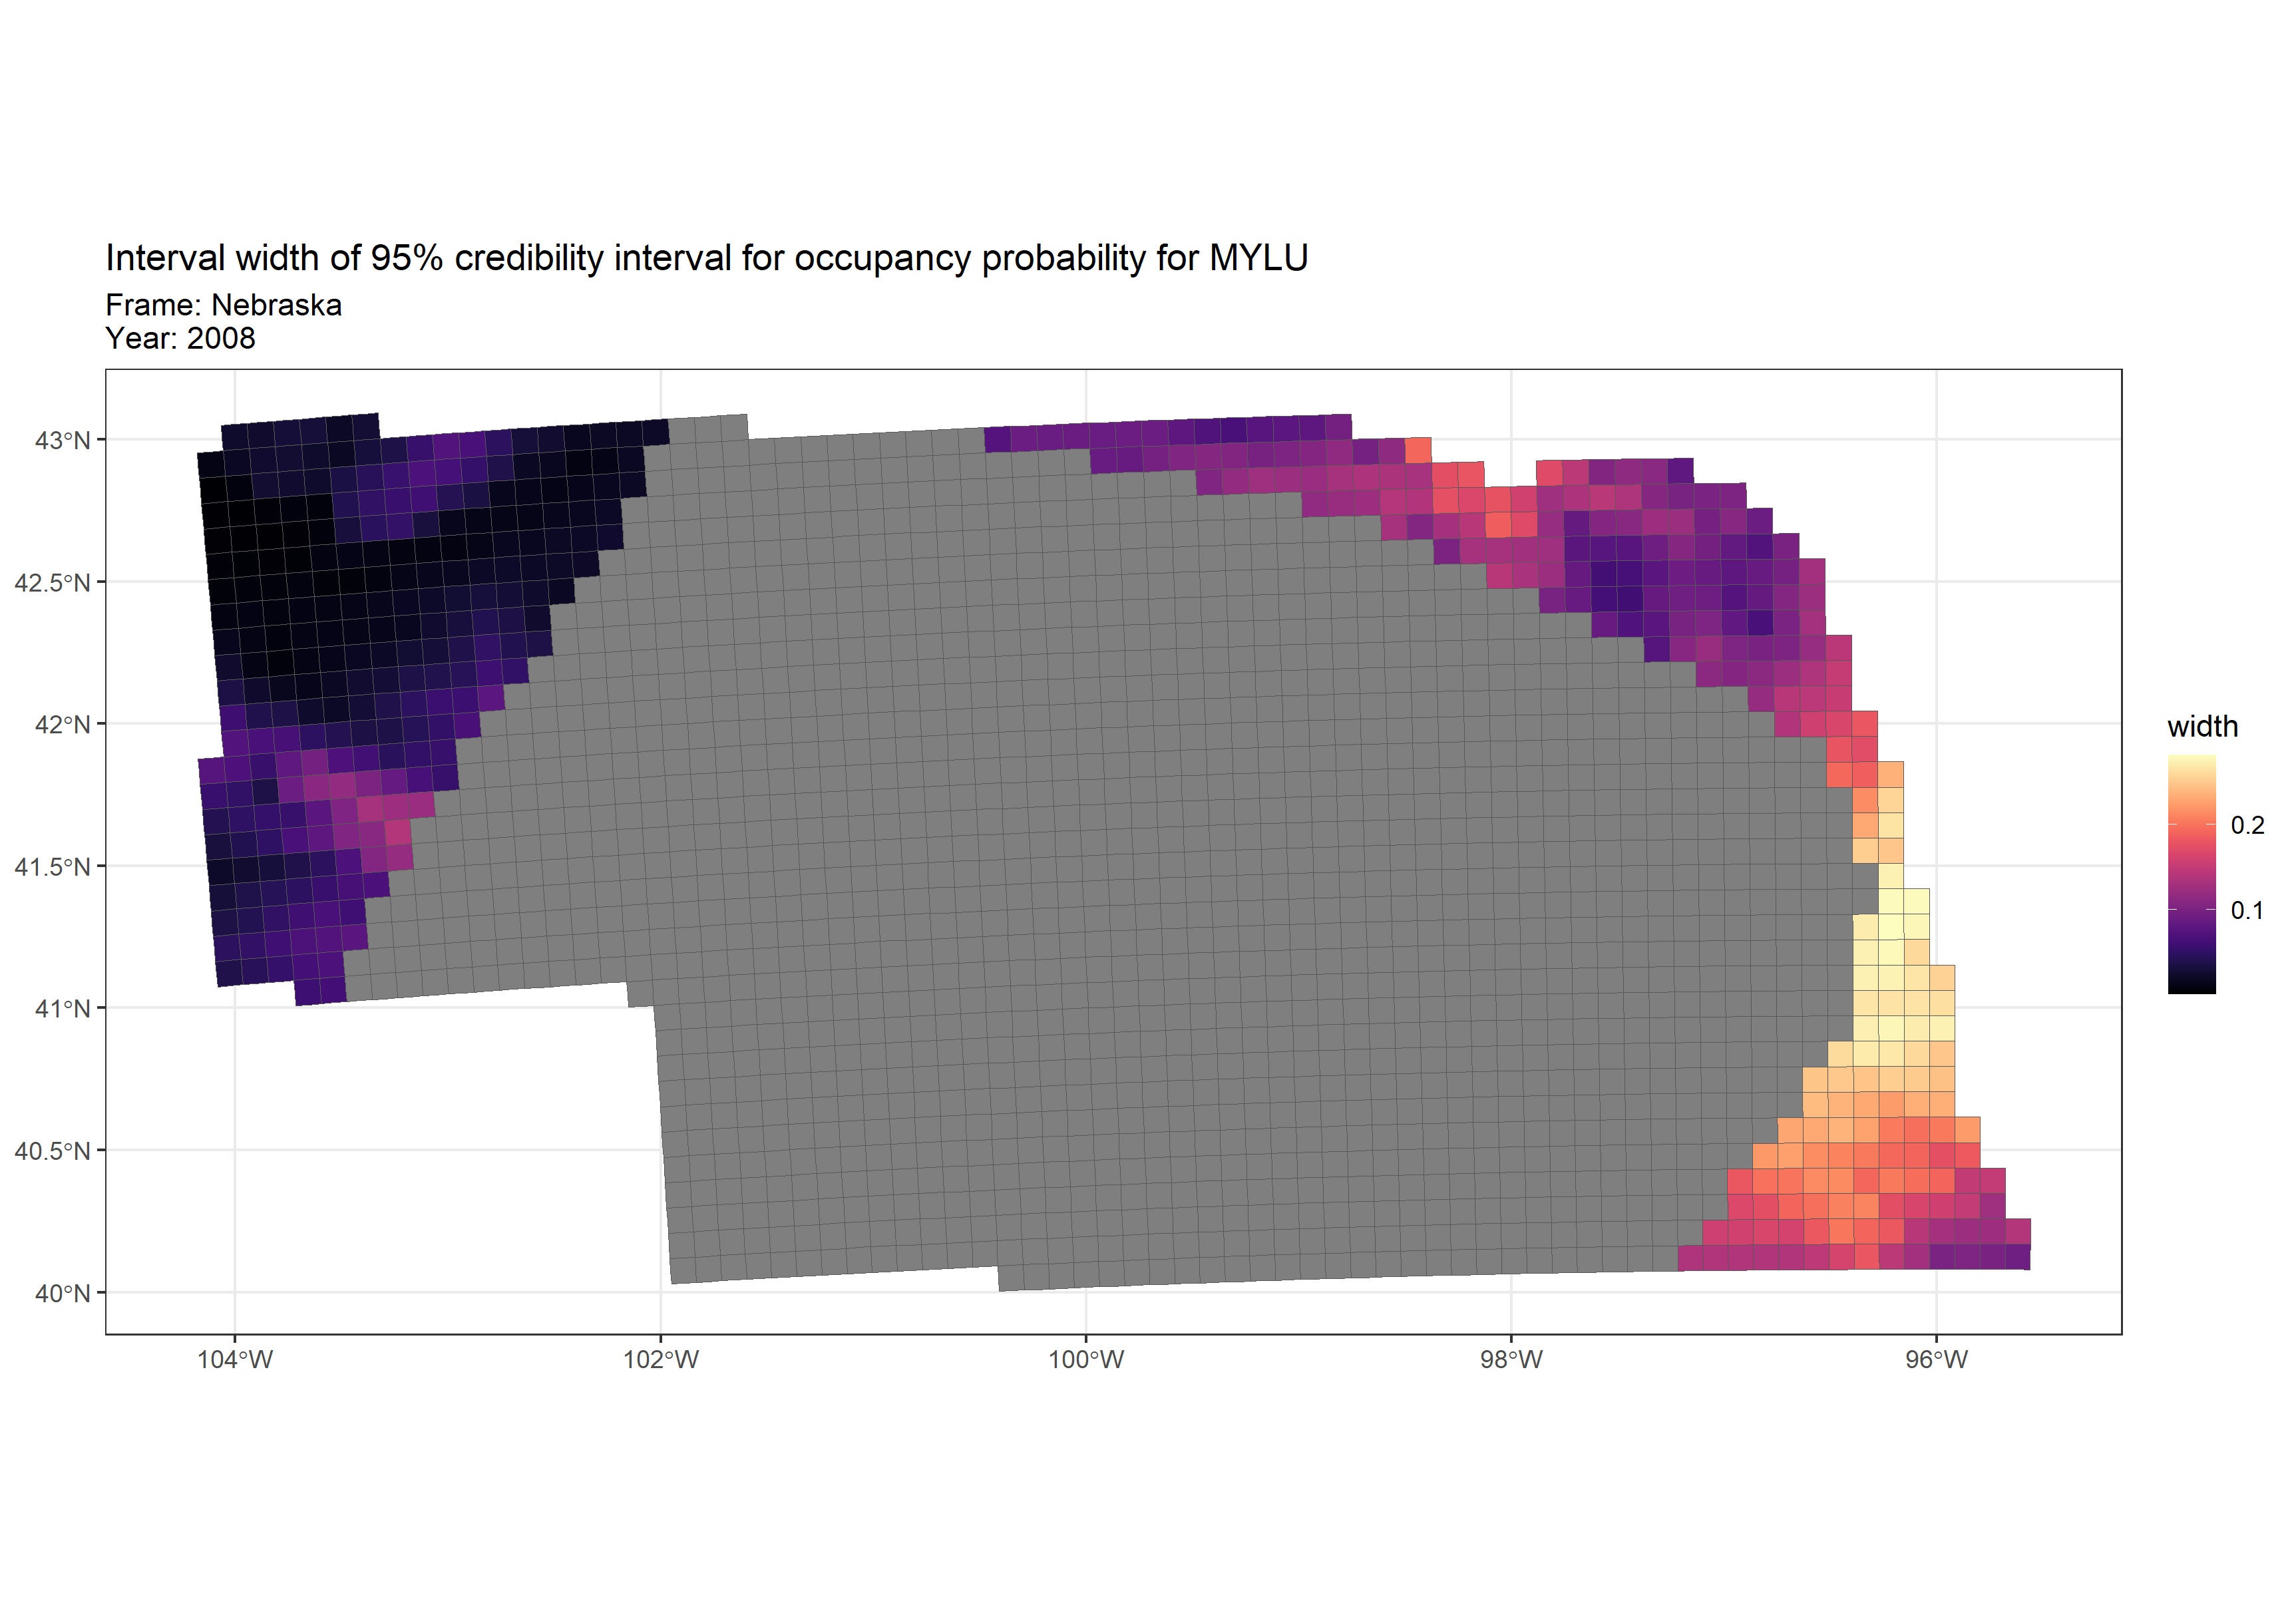 Interval width of 95% credibility interval for occupancy probability for MYLU
Frame: Nebraska
Year: 2008
43°N
42.5°N
42°N
41.5°N
41°N
40.5°N
40°N
104°W
102°W
100°W
98°W
96°W
width
0.2
0.1